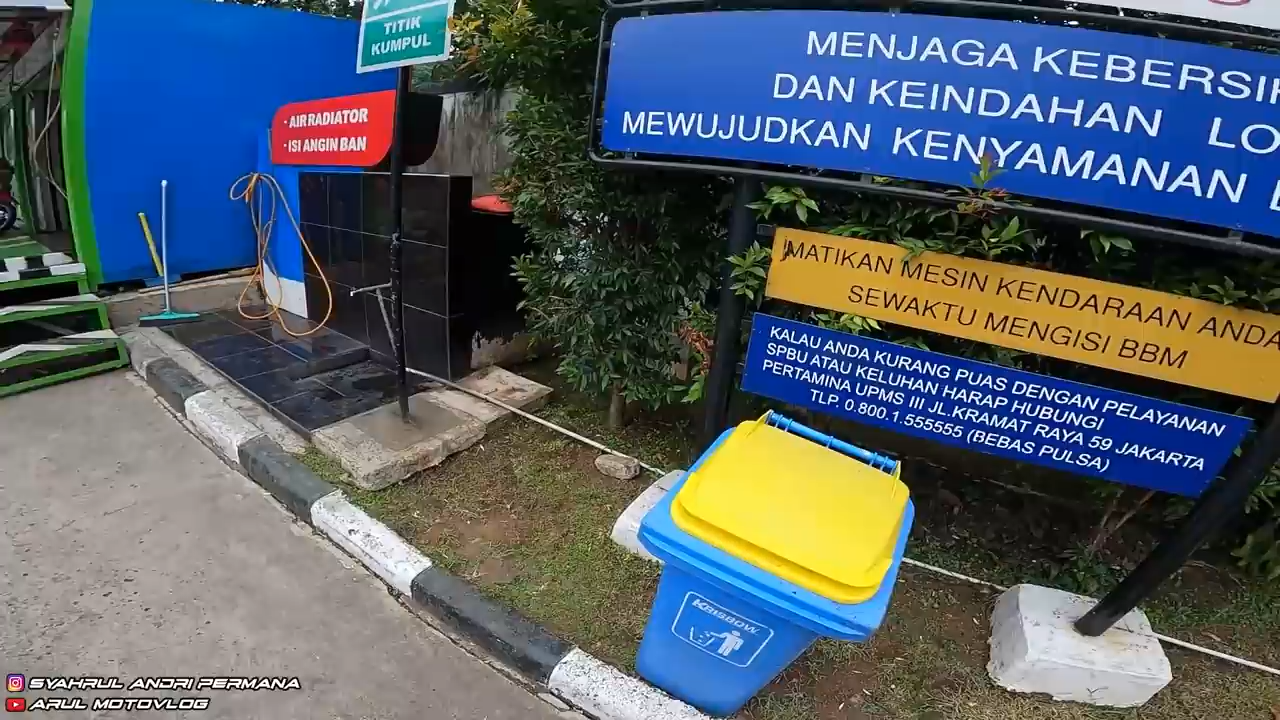 TITIK
KUMPUL
· AIR RADIATOR
· ISI ANGIN BAN
MENJAGA KEBERSIH
DAN KEINDAHAN LO
MEWUJUDKAN KENYAMANAN
MATIKAN MESIN KENDARAAN ANDA
SEWAKTU MENGISI BBM
KALAU ANDA KURANG PUAS DENGAN PELAYANAN
SPBU ATAU KELUHAN HARAP HUBUNGI
PERTAMINA UPMS III JL.KRAMAT RAYA 59 JAKARTA
TLP. 0.800.1.555555 (BEBAS PULSA)
KRISBOW
SYAHRUL ANDRI PERMANA
ARUL MOTOVLOG